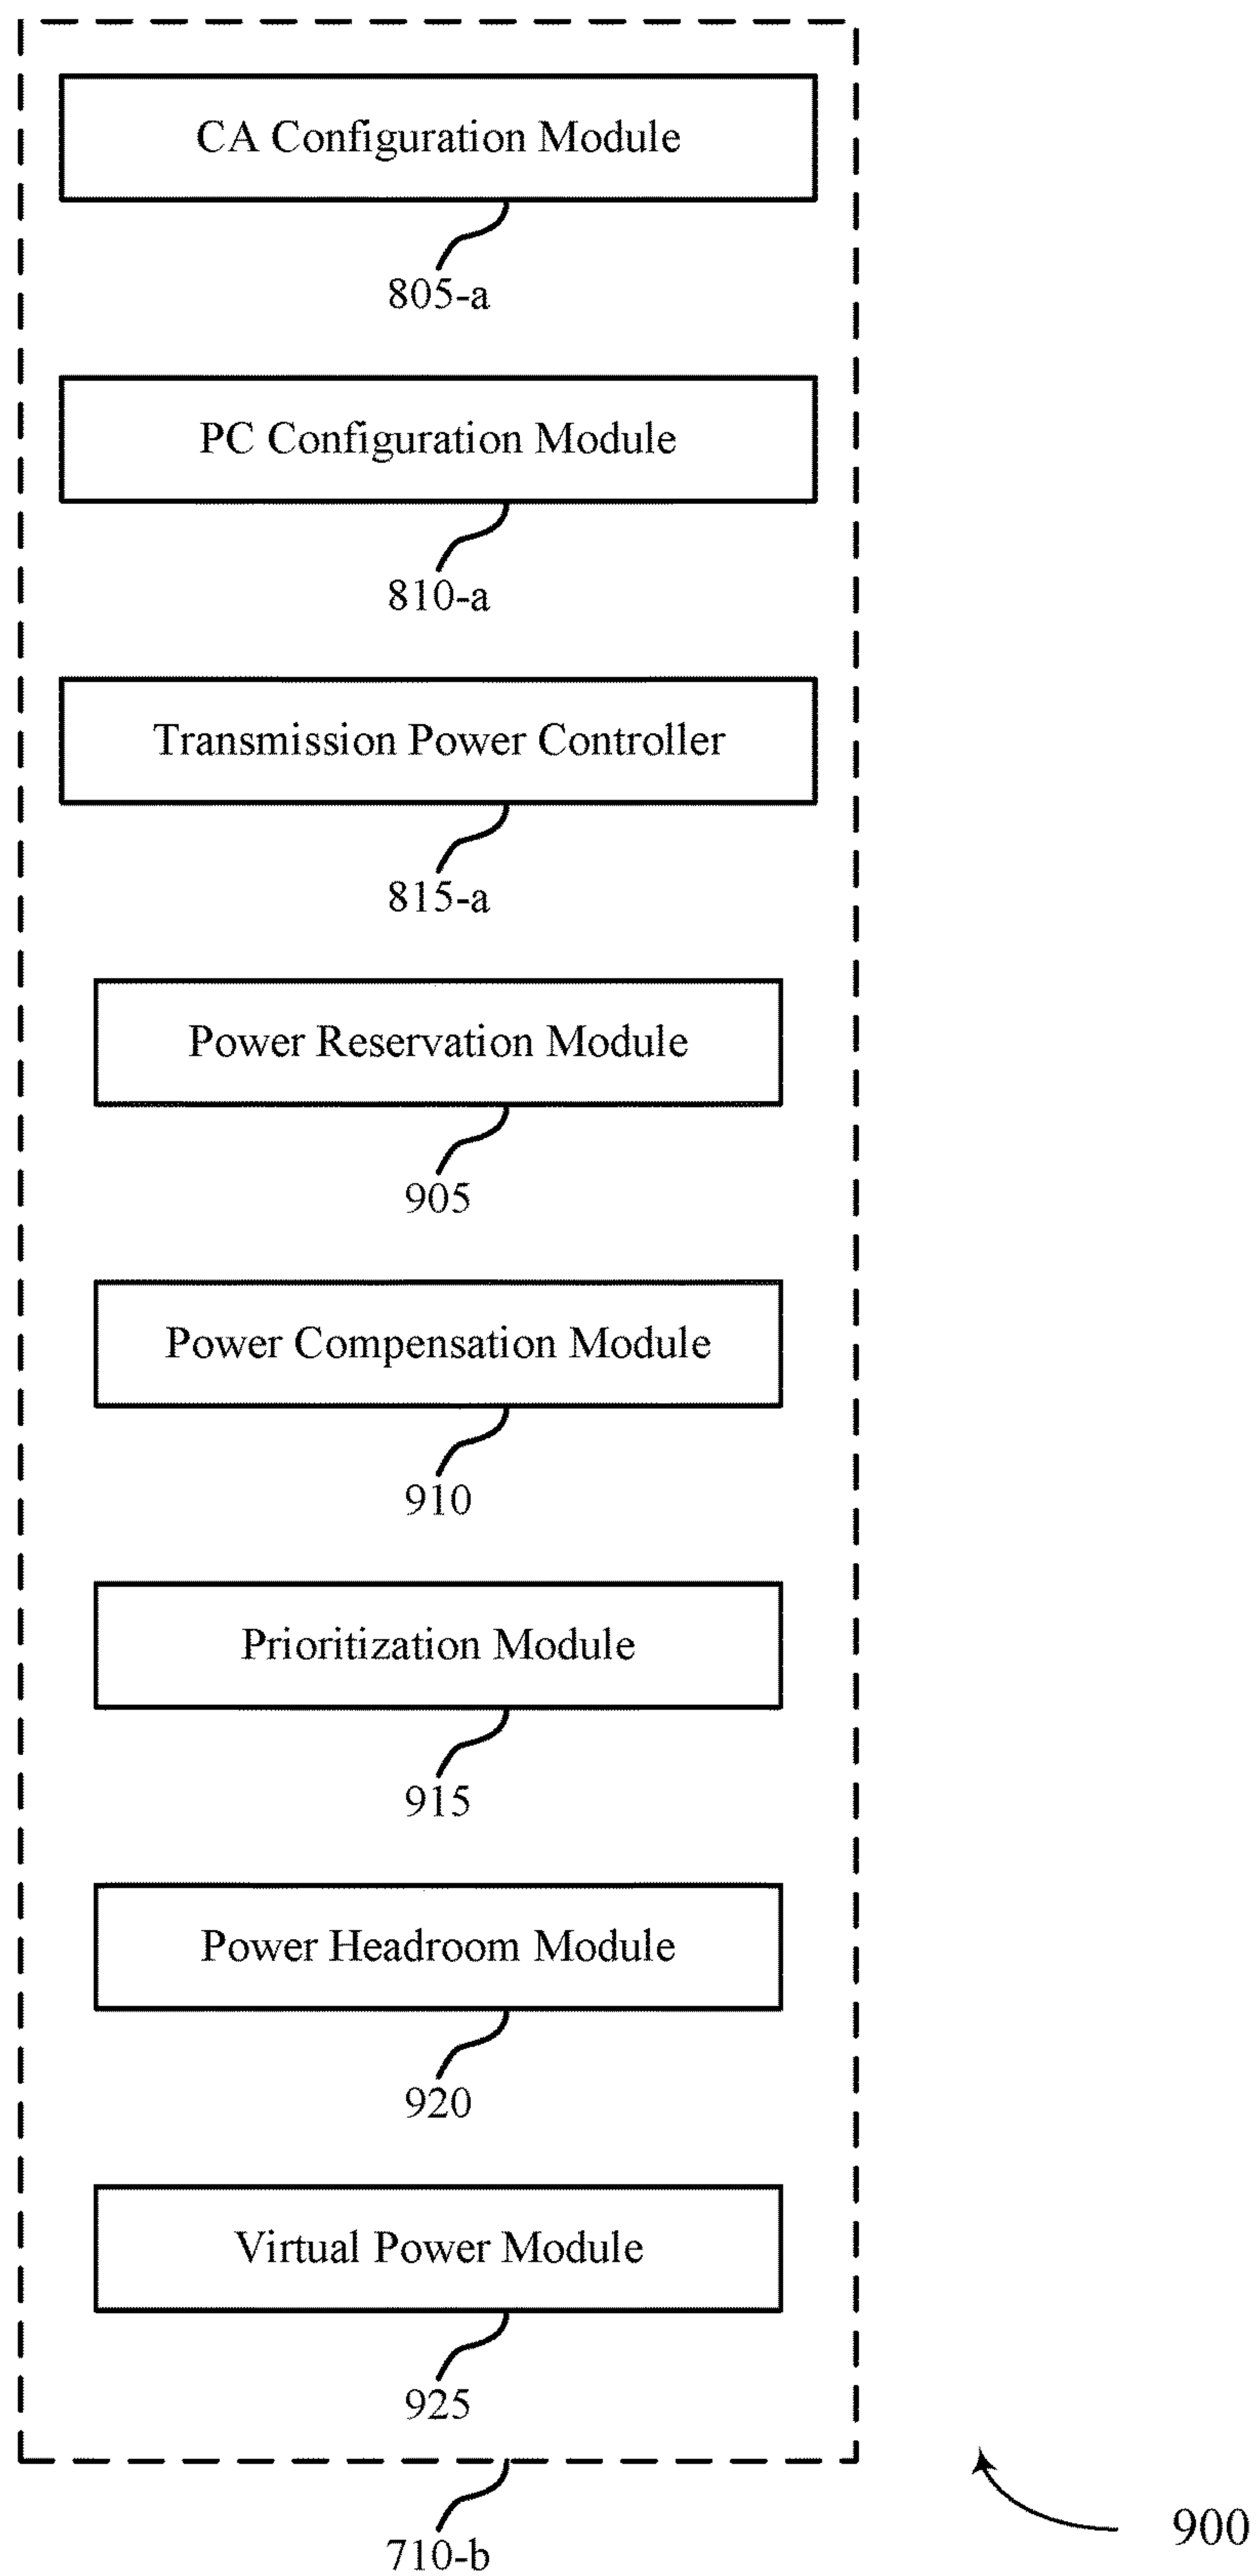 CA Configuration Module
805-a
PC Configuration Module
810-a
Transmission Power Controller
815-a
Power Reservation Module
905
Power Compensation Module
910
Prioritization Module
915
Power Headroom Module
920
Virtual Power Module
925
710-b
900